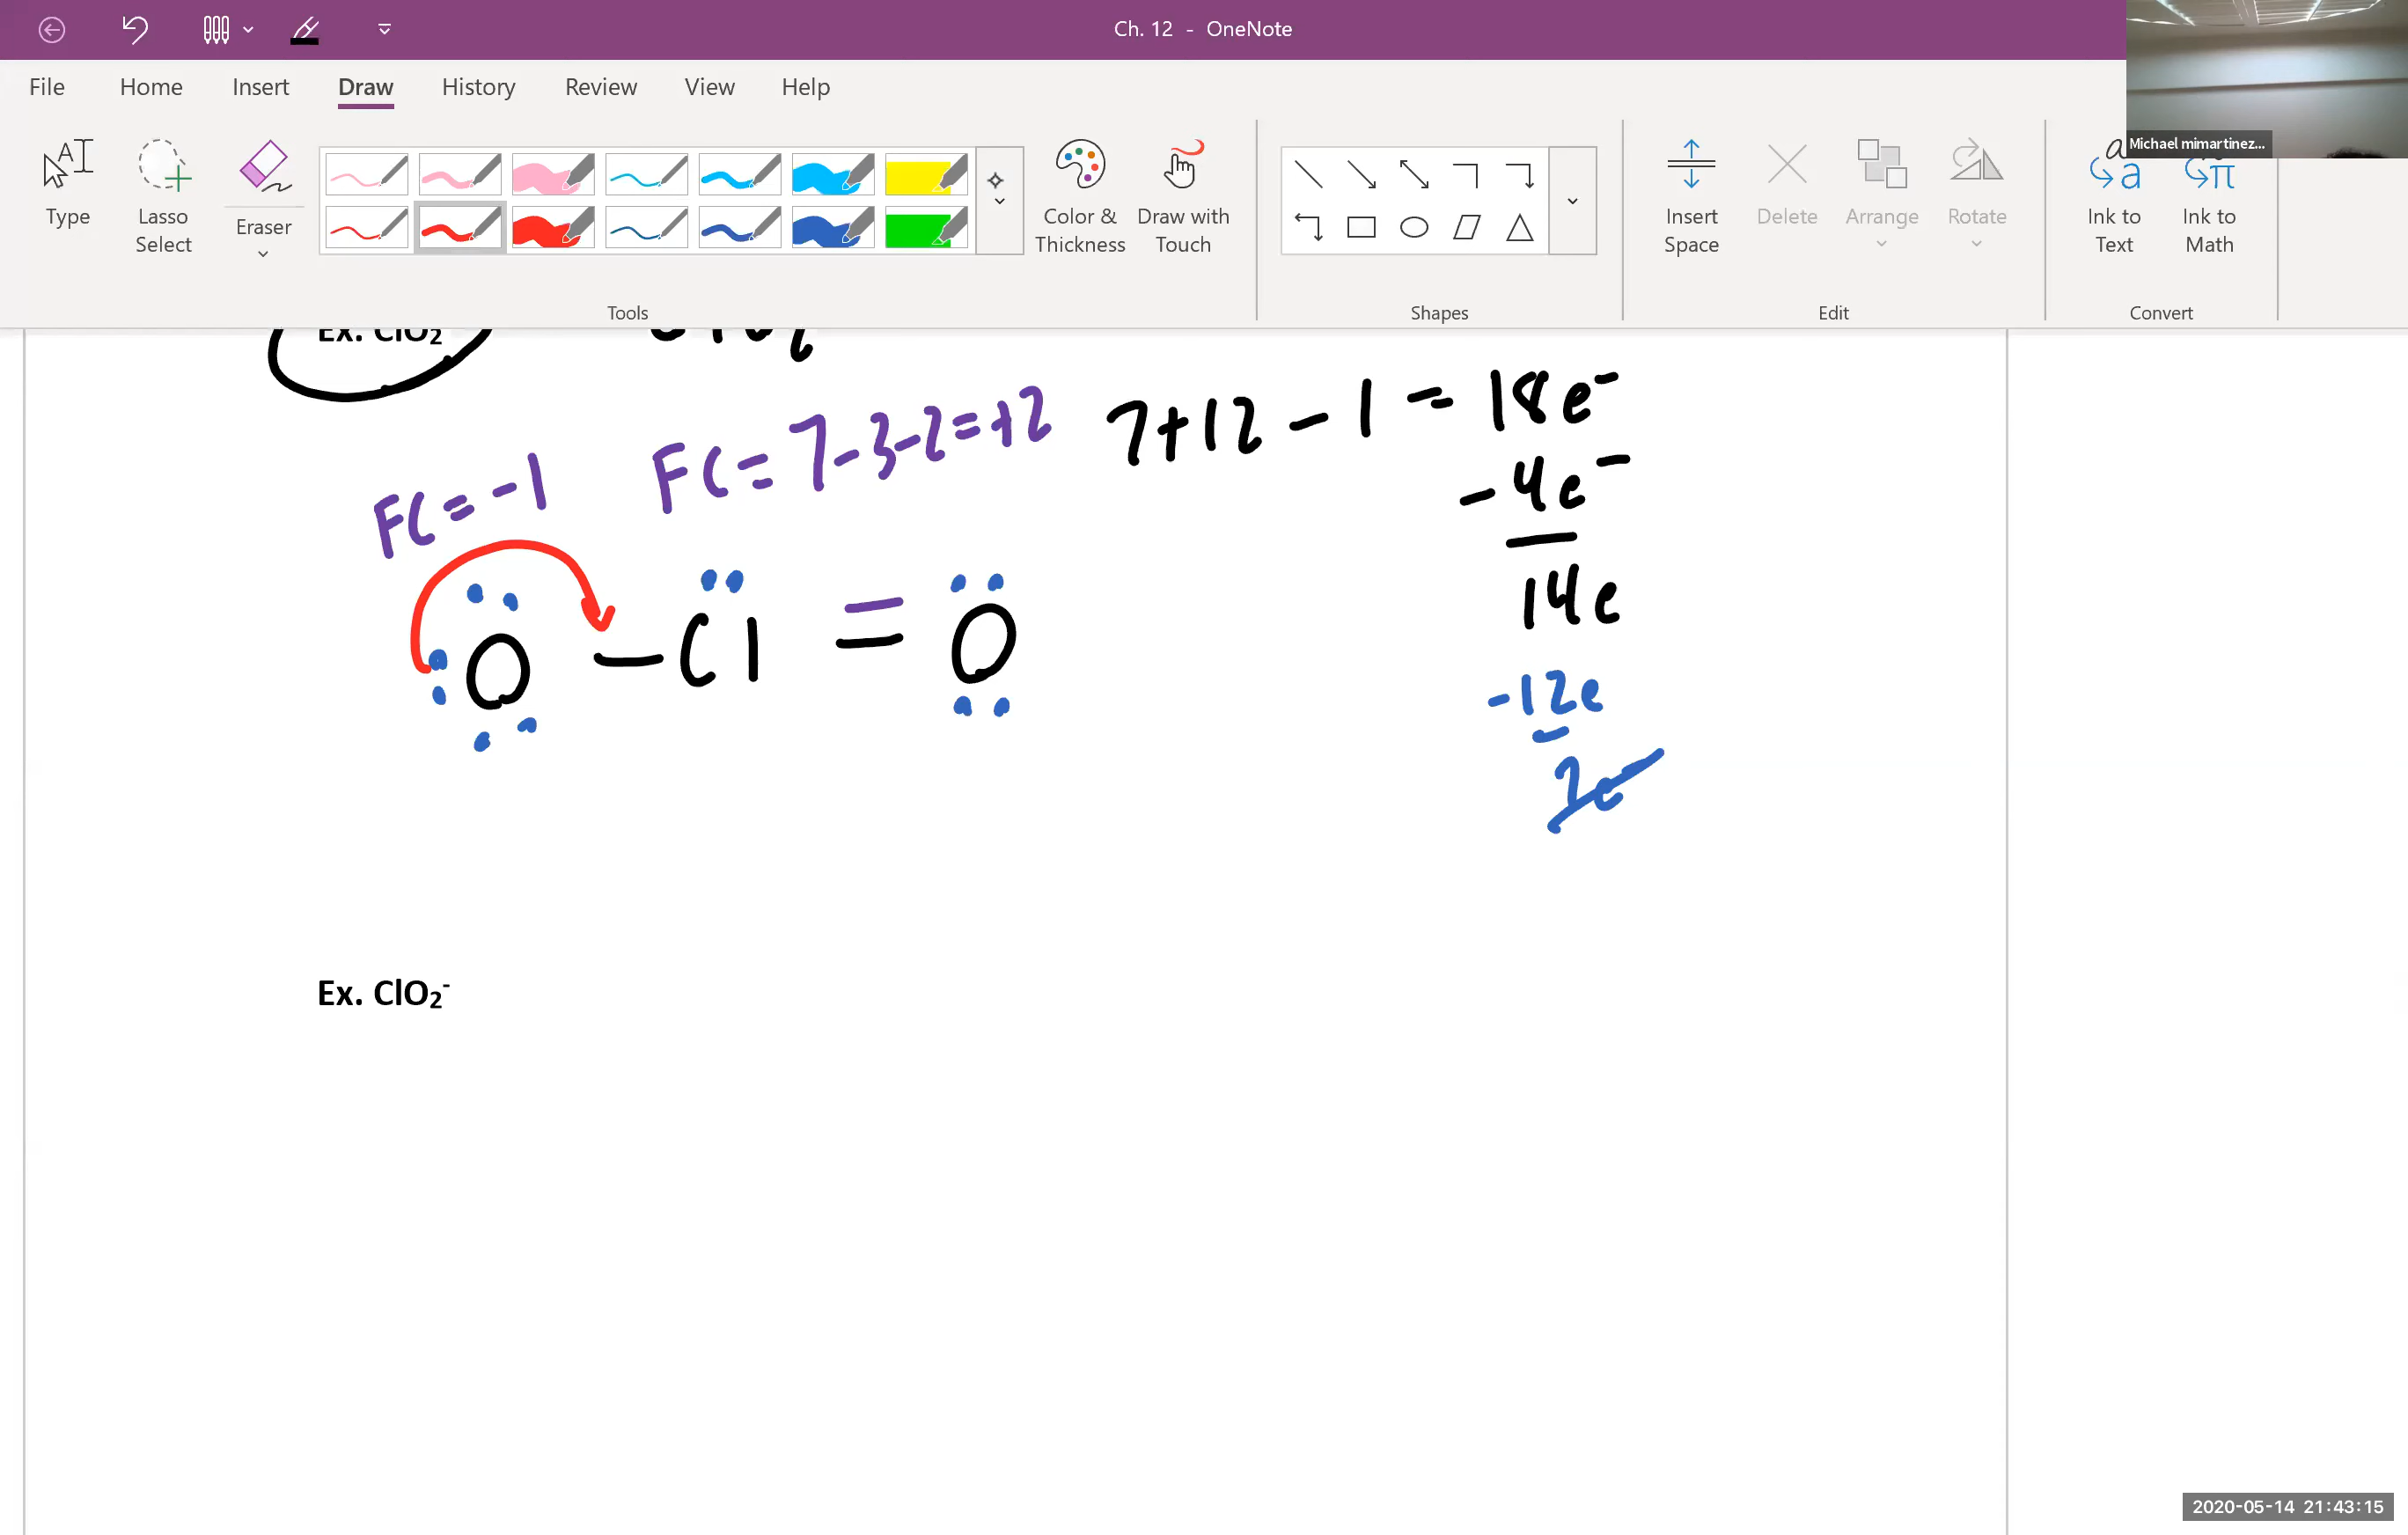 Ch. 12 - OneNote
File Home Insert Draw History Review View Help
Michael mimartinez...
Type
Lasso Select
Eraser
Color & Thickness
Draw with Touch
Insert Space
Delete
Arrange
Rotate
Ink to Text
Ink to Math
Tools
Shapes
Edit
Convert
Ex. ClO₂
ClO₂
FC = -1
FC = 7-3-2 = +2
7+12 - 1 = 18e⁻
- 4e⁻
14e
-12e
2e⁻
O - Cl = O
Ex. ClO₂⁻
2020-05-14 21:43:15